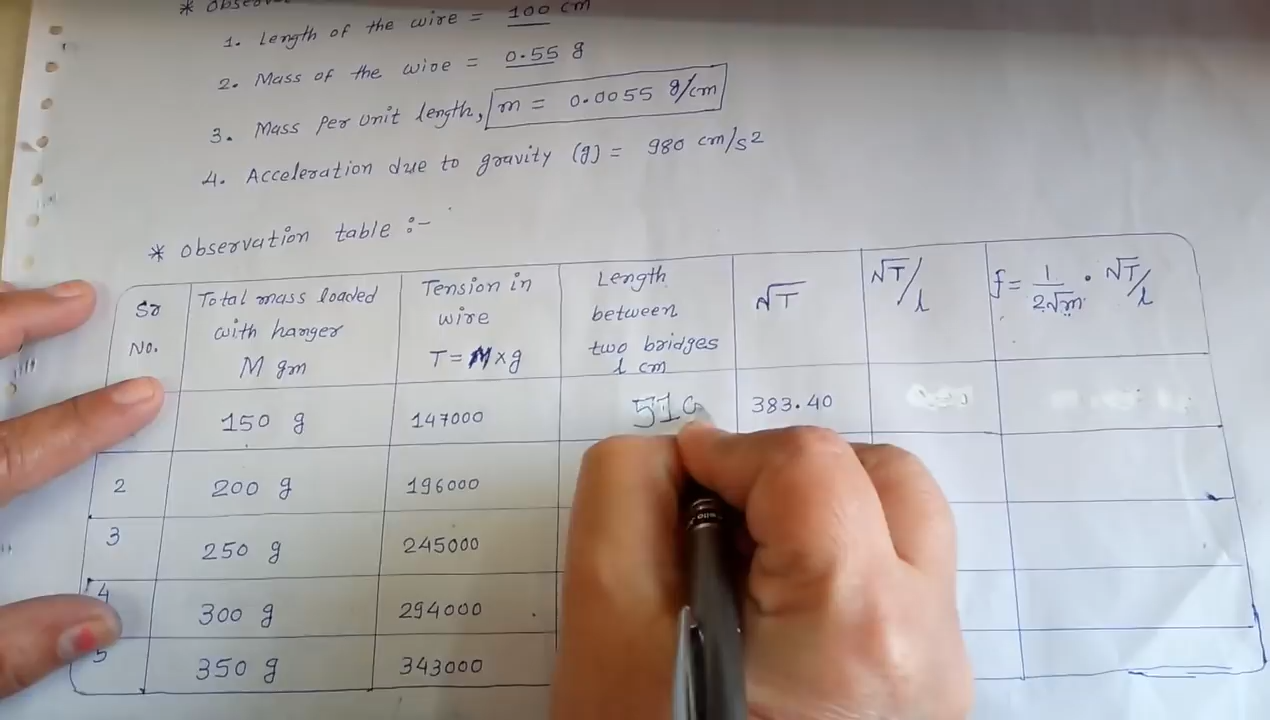 * Observ
1. Length of the wire = 100 cm
2. Mass of the wire = 0.55 g
3. Mass per unit length, m = 0.0055 g/cm
4. Acceleration due to gravity (g) = 980 cm/s2
* Observation table :-
Sr No. | Total mass loaded with hanger M gm | Tension in wire T = M x g | Length between two bridges l cm | √T | √T/l | f = 1/2√m . √T/l
150 g | 147000 | 51 | 383.40
2 | 200 g | 196000
3 | 250 g | 245000
4 | 300 g | 294000
5 | 350 g | 343000